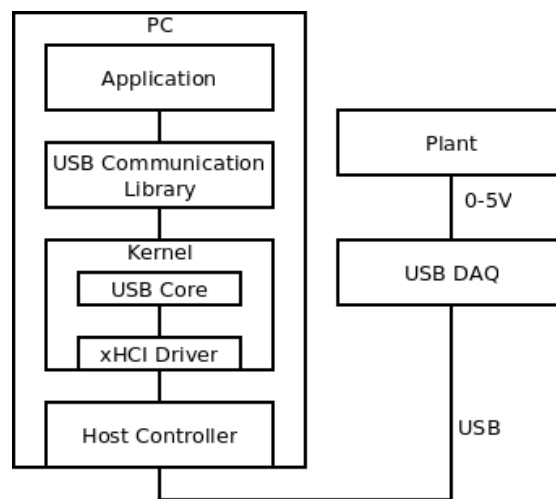 PC
Application
USB Communication
Library
Kernel
USB Core
xHCI Driver
Host Controller
Plant
0-5V
USB DAQ
USB